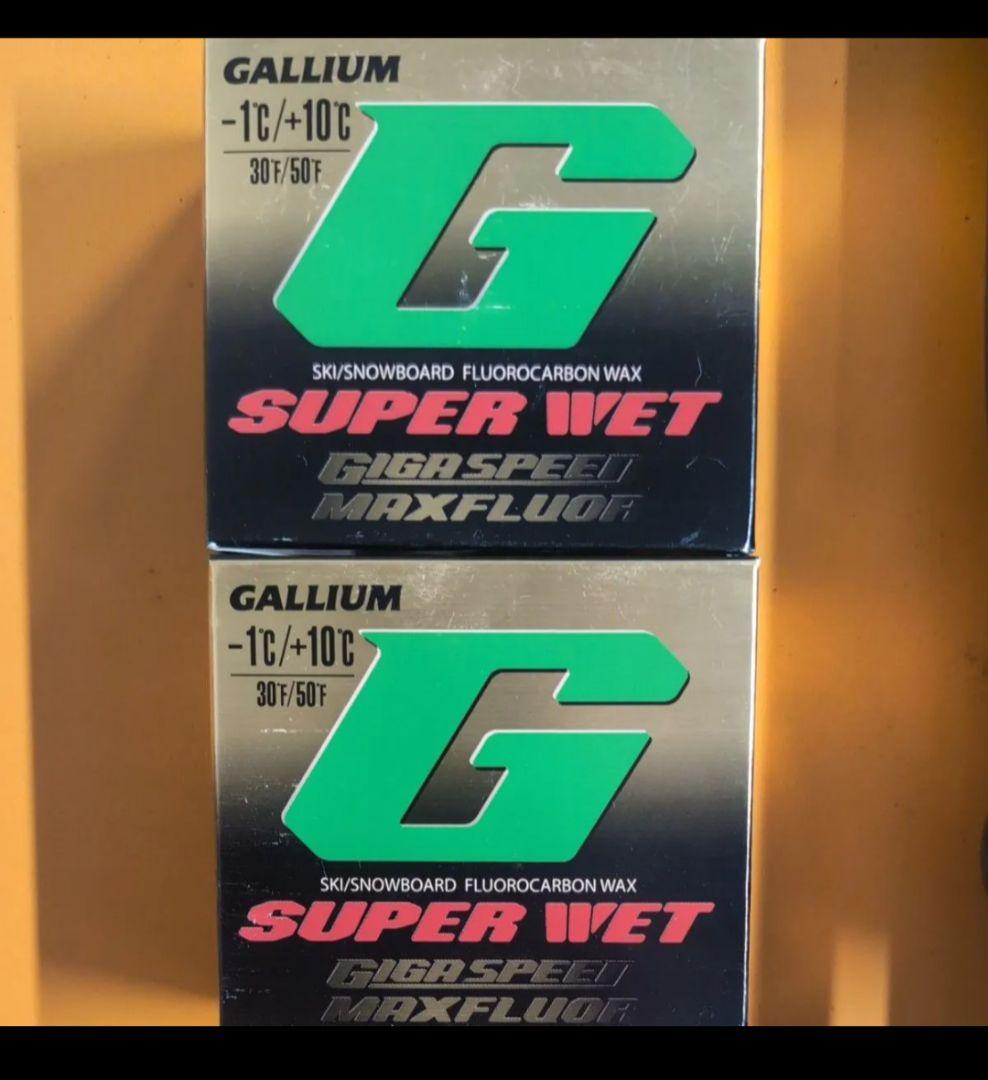 GALLIUM
-1℃/+10℃
30℉/50℉
G
SKI/SNOWBOARD FLUOROCARBON WAX
SUPER WET
GIGA SPEED
MAXFLUOR
GALLIUM
-1℃/+10℃
30℉/50℉
G
SKI/SNOWBOARD FLUOROCARBON WAX
SUPER WET
GIGA SPEED
MAXFLUOR